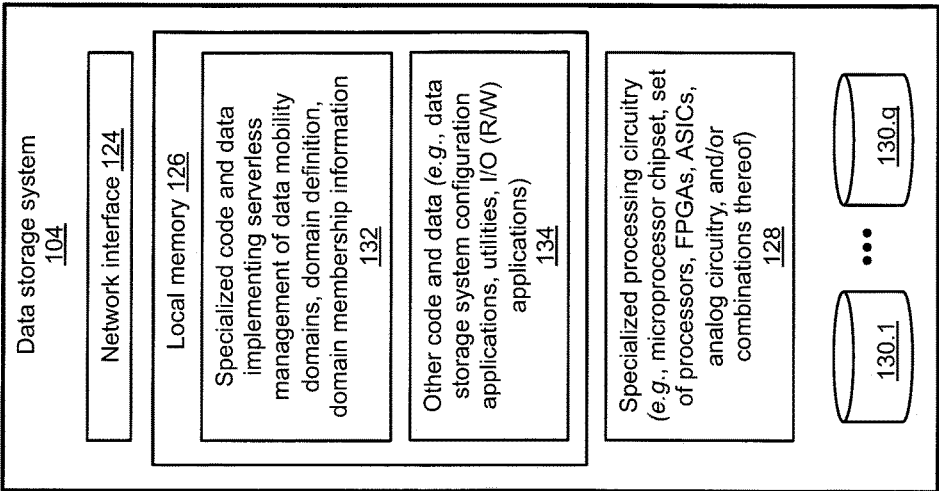 Data storage system
104
Network interface 124
Local memory 126
Specialized code and data
implementing serverless
management of data mobility
domains, domain definition,
domain membership information
132
Other code and data (e.g., data
storage system configuration
applications, utilities, I/O (R/W)
applications)
134
Specialized processing circuitry
(e.g., microprocessor chipset, set
of processors, FPGAs, ASICs,
analog circuitry, and/or
combinations thereof)
128
130.1
•••
130.q